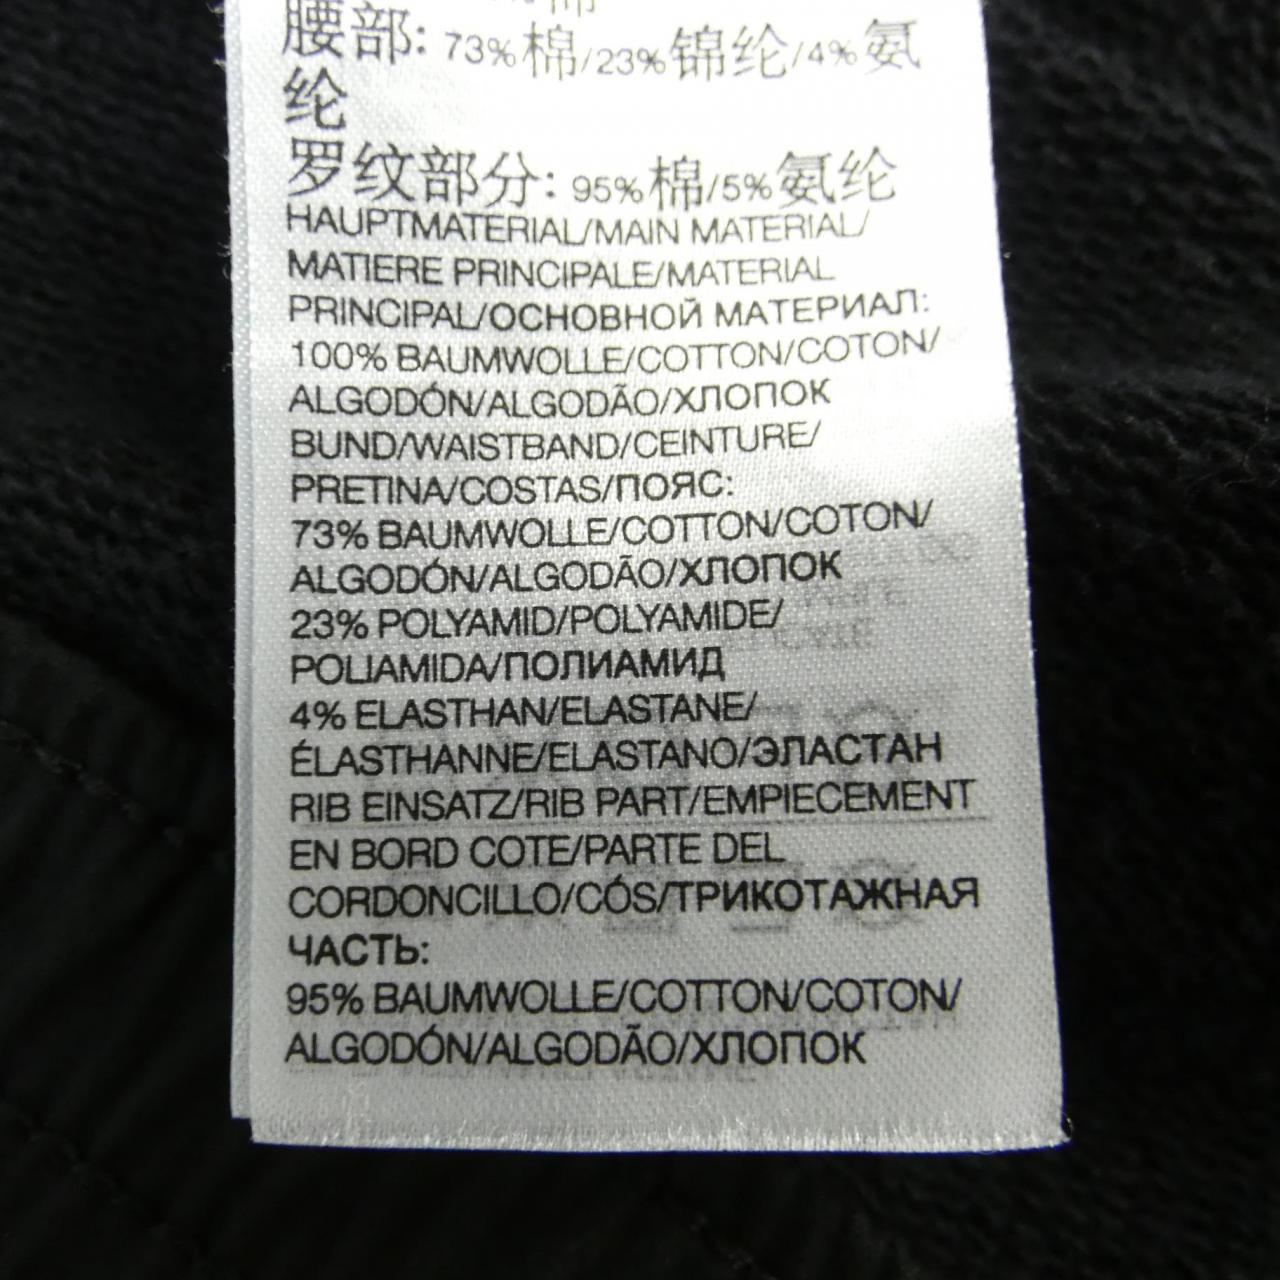 棉
腰部: 73%棉/23%锦纶/4%氨
纶
罗纹部分: 95%棉/5%氨纶
HAUPTMATERIAL/MAIN MATERIAL/
MATIERE PRINCIPALE/MATERIAL
PRINCIPAL/ОСНОВНОЙ МАТЕРИАЛ:
100% BAUMWOLLE/COTTON/COTON/
ALGODÓN/ALGODÃO/ХЛОПОК
BUND/WAISTBAND/CEINTURE/
PRETINA/COSTAS/ПОЯС:
73% BAUMWOLLE/COTTON/COTON/
ALGODÓN/ALGODÃO/ХЛОПОК
23% POLYAMID/POLYAMIDE/
POLIAMIDA/ПОЛИАМИД
4% ELASTHAN/ELASTANE/
ÉLASTHANNE/ELASTANO/ЭЛАСТАН
RIB EINSATZ/RIB PART/EMPIECEMENT
EN BORD COTE/PARTE DEL
CORDONCILLO/CÓS/ТРИКОТАЖНАЯ
ЧАСТЬ:
95% BAUMWOLLE/COTTON/COTON/
ALGODÓN/ALGODÃO/ХЛОПОК